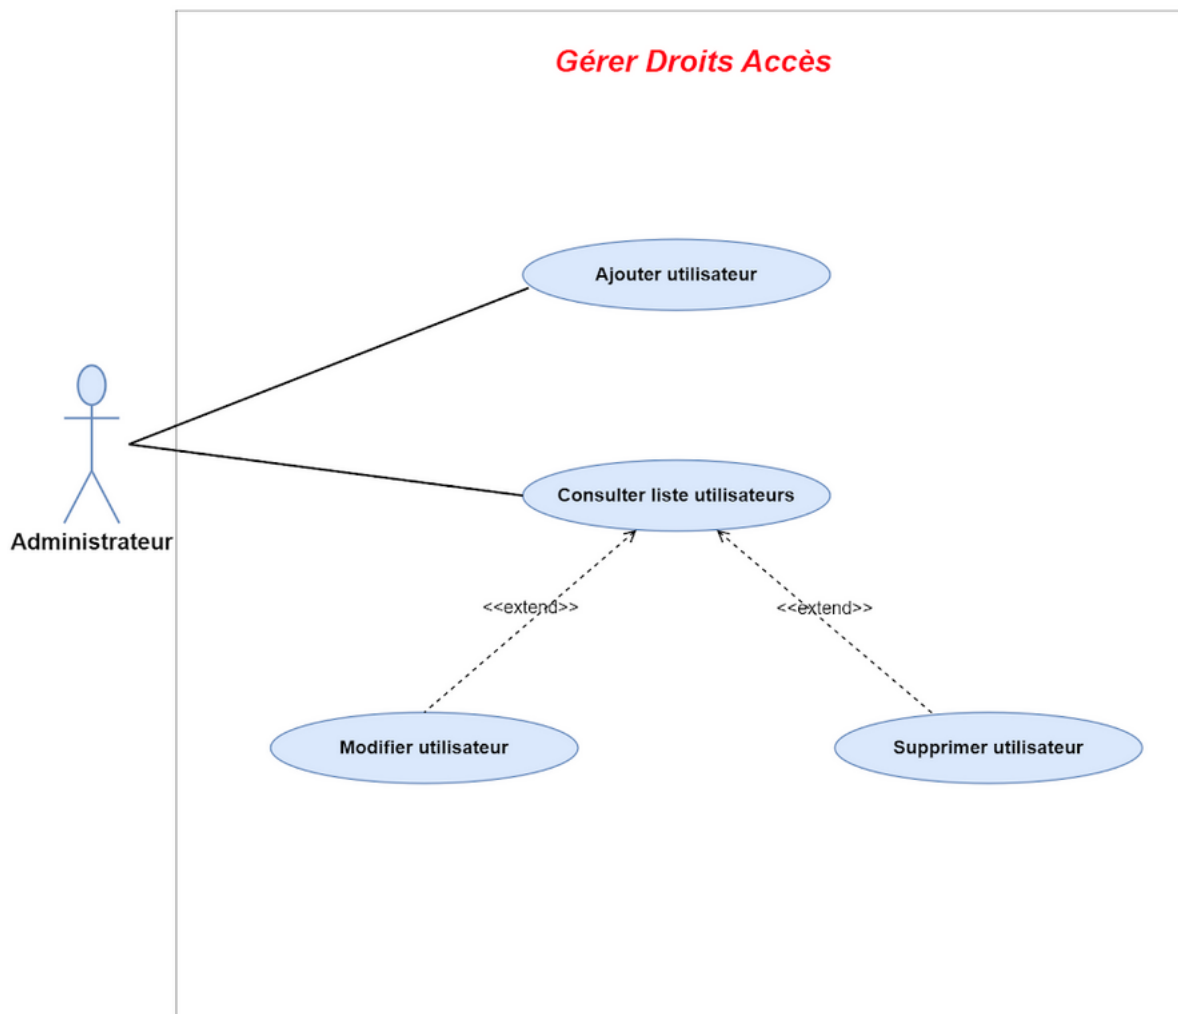 Gérer Droits Accès
Ajouter utilisateur
Administrateur
Consulter liste utilisateurs
<<extend>>
<<extend>>
Modifier utilisateur
Supprimer utilisateur